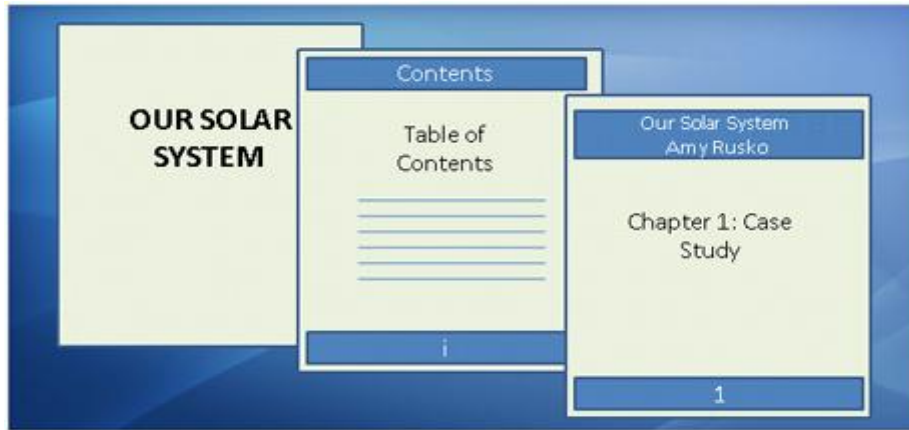 OUR SOLAR
SYSTEM
Contents
Table of
Contents
i
Our Solar System
Amy Rusko
Chapter 1: Case
Study
1